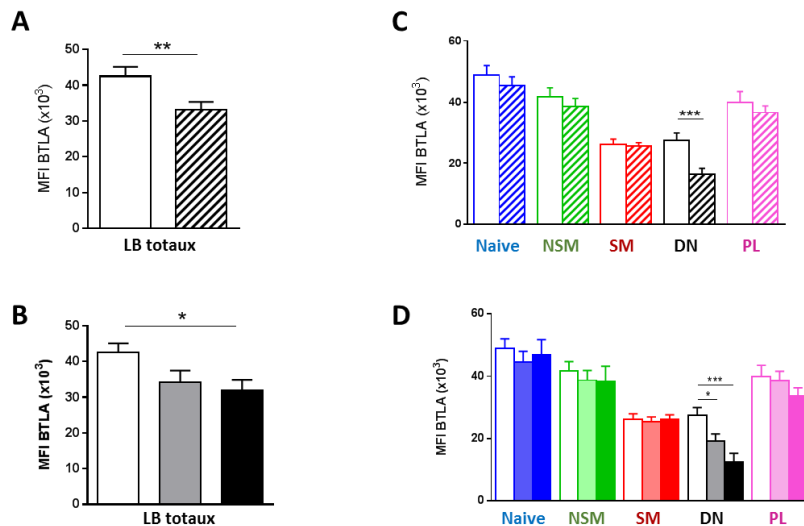 A
**
50
40
30
20
10
0
MFI BTLA (x10³)
LB totaux
C
60
40
20
0
MFI BTLA (x10³)
***
Naive NSM SM DN PL
B
*
50
40
30
20
10
0
MFI BTLA (x10³)
LB totaux
D
60
40
20
0
MFI BTLA (x10³)
***
*
Naive NSM SM DN PL